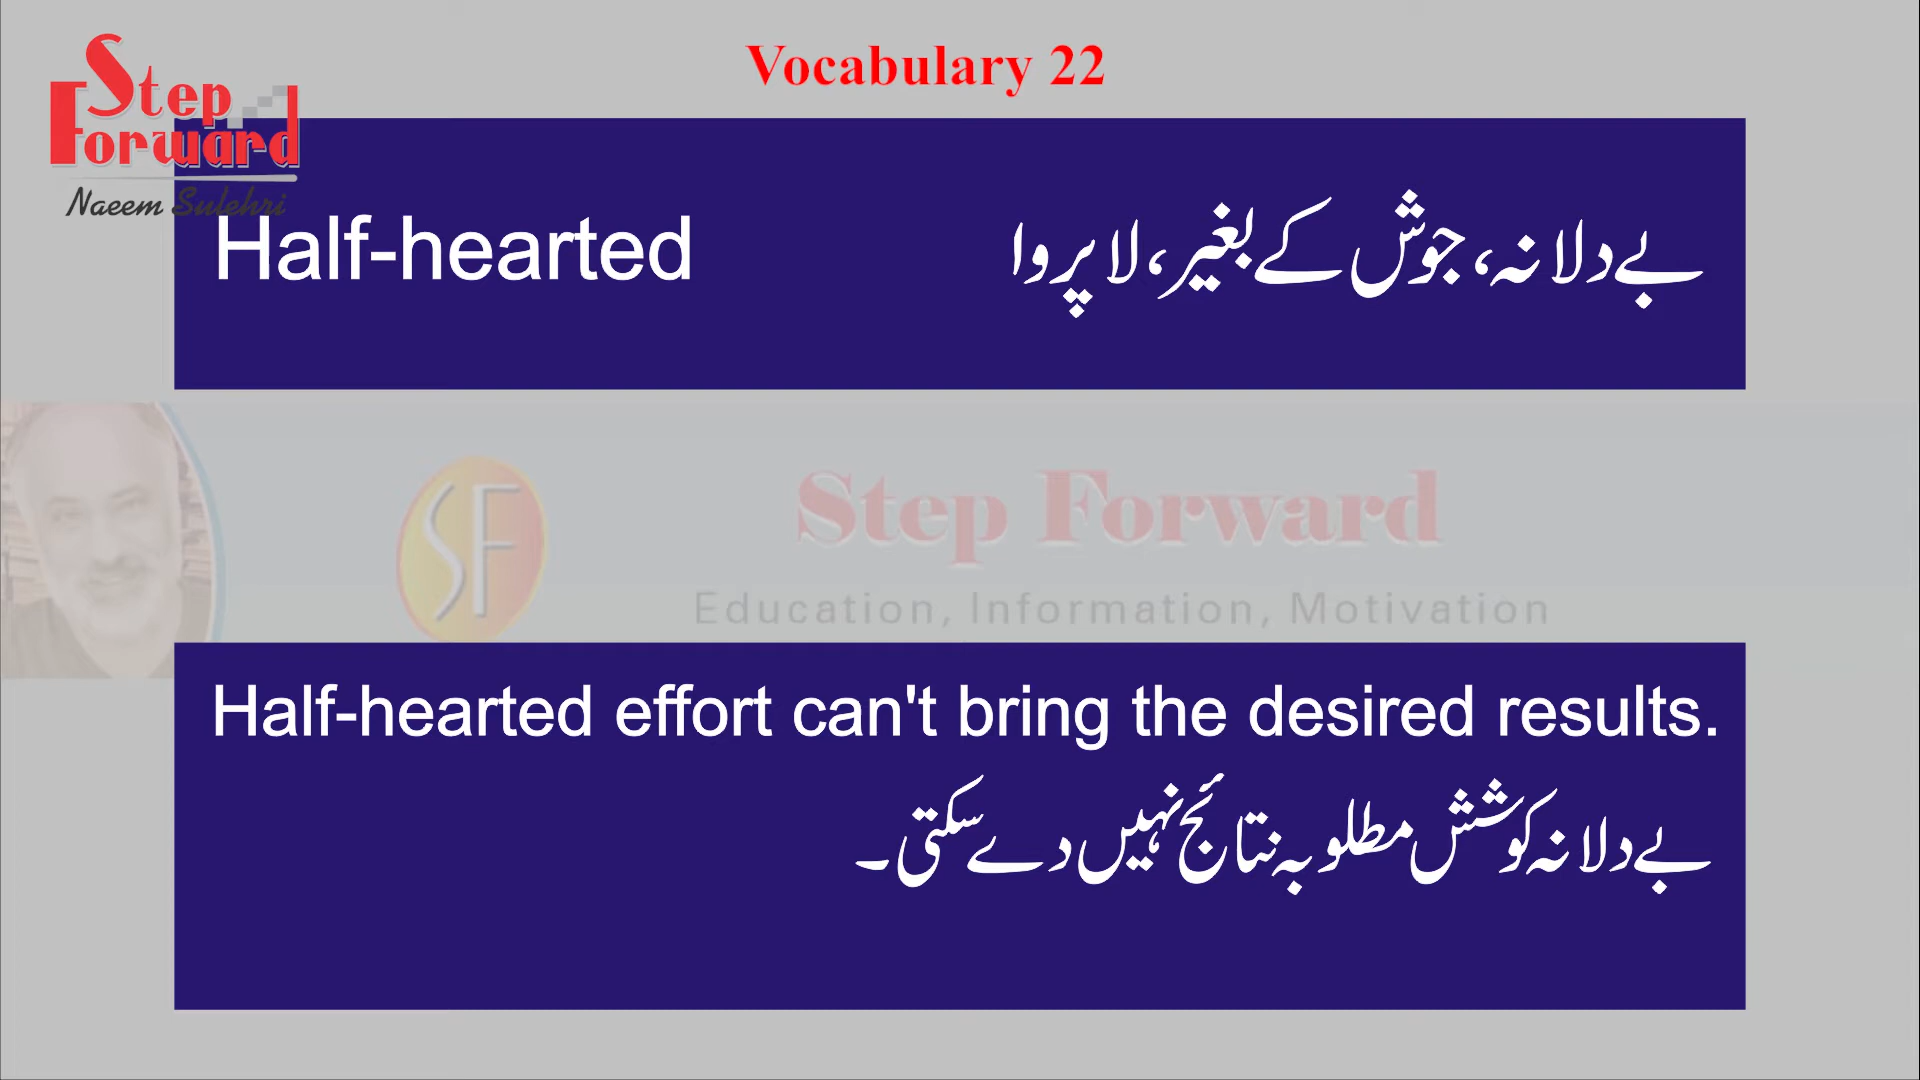 Vocabulary 22
Step
Forward
Naeem Sulehri
Half-hearted
بے دلانہ، جوش کے بغیر، لاپروا
SF
Step Forward
Education, Information, Motivation
Half-hearted effort can't bring the desired results.
بے دلانہ کوشش مطلوبہ نتائج نہیں دے سکتی۔